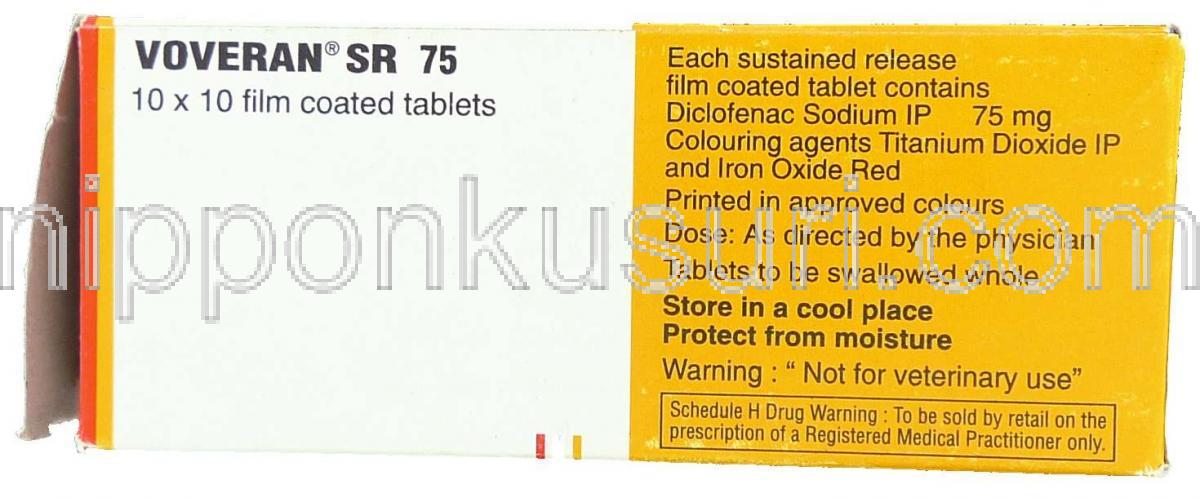 VOVERAN® SR 75
10 x 10 film coated tablets
Each sustained release
film coated tablet contains
Diclofenac Sodium IP 75 mg
Colouring agents Titanium Dioxide IP
and Iron Oxide Red
Printed in approved colours
Dose: As directed by the physician
Tablets to be swallowed whole
Store in a cool place
Protect from moisture
Warning : “ Not for veterinary use”
Schedule H Drug Warning : To be sold by retail on the
prescription of a Registered Medical Practitioner only.
nipponkusuri.com